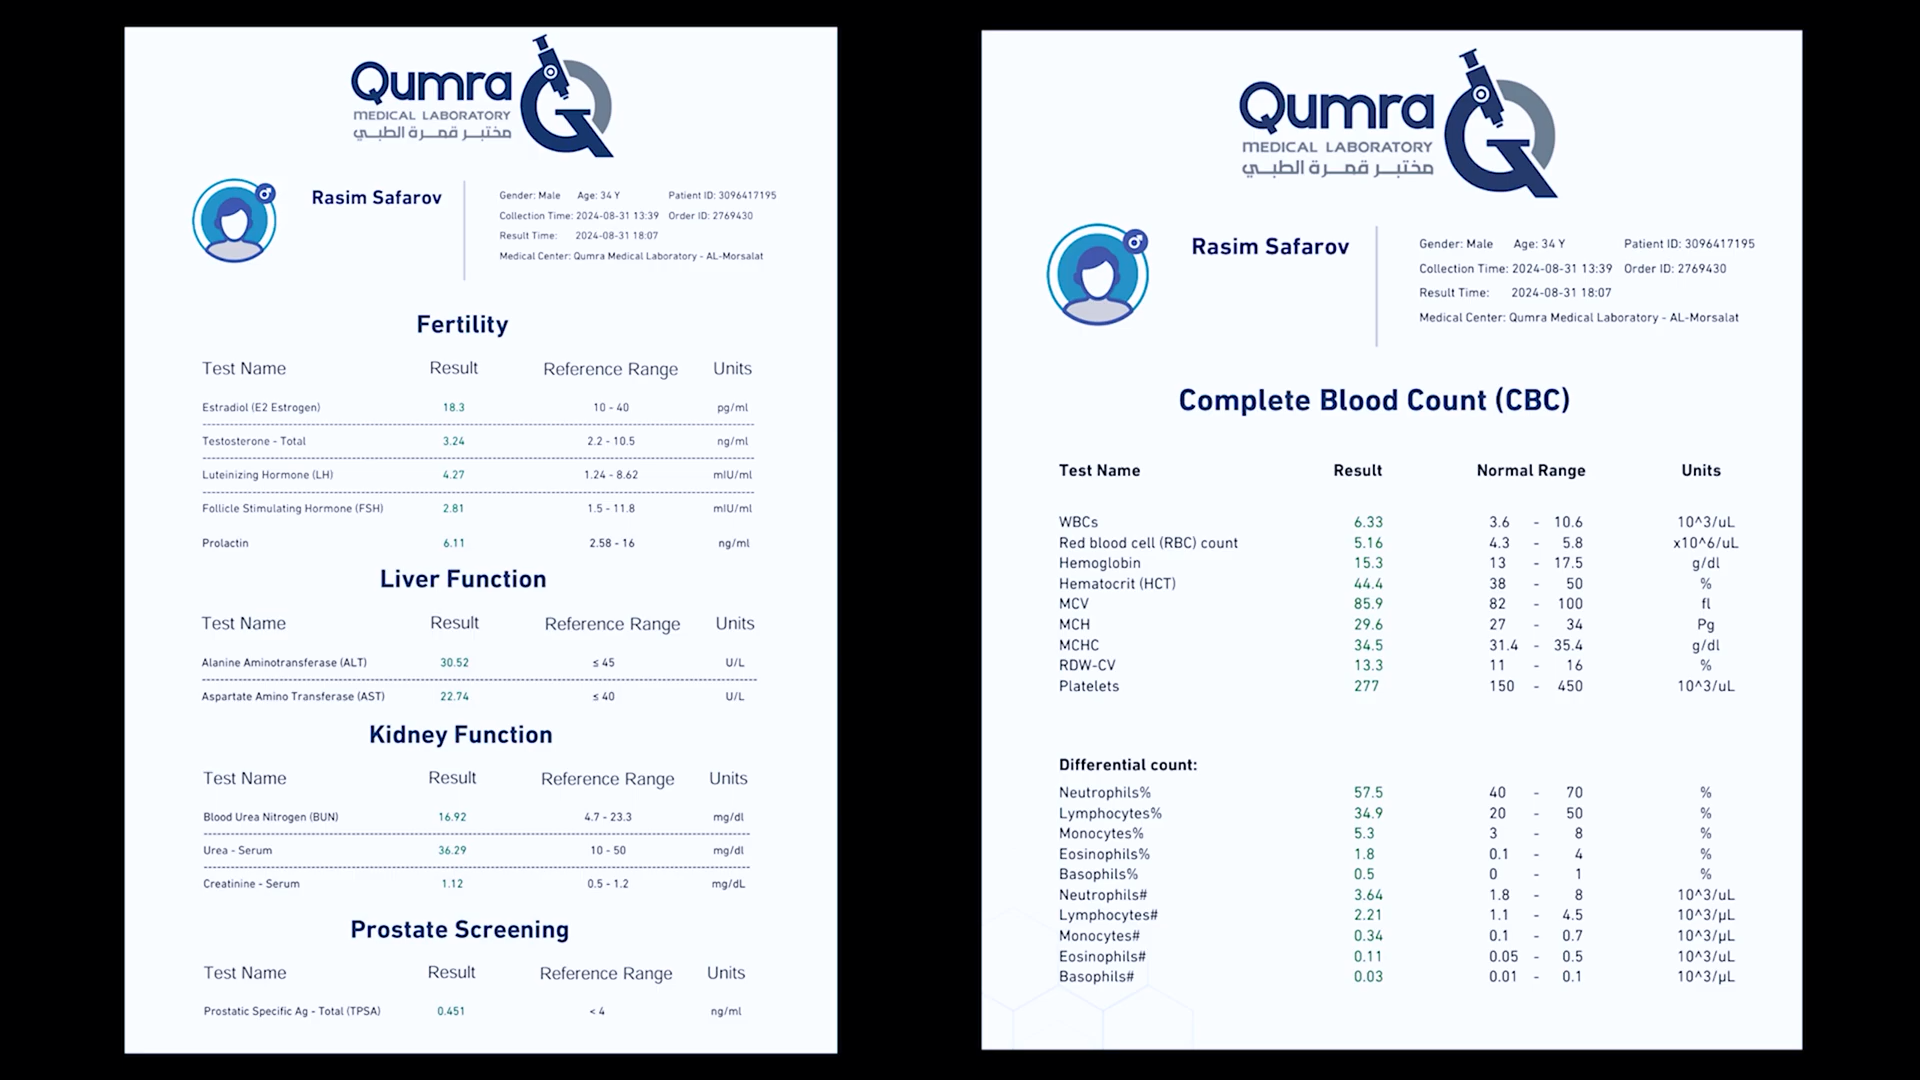 Qumra
MEDICAL LABORATORY
مختبر قمرة الطبي
Rasim Safarov
Gender: Male Age: 34 Y Patient ID: 3096417195
Collection Time: 2024-08-31 13:39 Order ID: 2769430
Result Time: 2024-08-31 18:07
Medical Center: Qumra Medical Laboratory - AL-Morsalat
Fertility
Test Name Result Reference Range Units
Estradiol (E2 Estrogen) 18.3 10 - 40 pg/ml
Testosterone - Total 3.24 2.2 - 10.5 ng/ml
Luteinizing Hormone (LH) 4.27 1.24 - 8.62 mIU/ml
Follicle Stimulating Hormone (FSH) 2.81 1.5 - 11.8 mIU/ml
Prolactin 6.11 2.58 - 16 ng/ml
Liver Function
Test Name Result Reference Range Units
Alanine Aminotransferase (ALT) 30.52 ≤ 45 U/L
Aspartate Amino Transferase (AST) 22.74 ≤ 40 U/L
Kidney Function
Test Name Result Reference Range Units
Blood Urea Nitrogen (BUN) 16.92 4.7 - 23.3 mg/dl
Urea - Serum 36.29 10 - 50 mg/dl
Creatinine - Serum 1.12 0.5 - 1.2 mg/dL
Prostate Screening
Test Name Result Reference Range Units
Prostatic Specific Ag - Total (TPSA) 0.451 < 4 ng/ml
Qumra
MEDICAL LABORATORY
مختبر قمرة الطبي
Rasim Safarov
Gender: Male Age: 34 Y Patient ID: 3096417195
Collection Time: 2024-08-31 13:39 Order ID: 2769430
Result Time: 2024-08-31 18:07
Medical Center: Qumra Medical Laboratory - AL-Morsalat
Complete Blood Count (CBC)
Test Name Result Normal Range Units
WBCs 6.33 3.6 - 10.6 10^3/uL
Red blood cell (RBC) count 5.16 4.3 - 5.8 x10^6/uL
Hemoglobin 15.3 13 - 17.5 g/dl
Hematocrit (HCT) 44.4 38 - 50 %
MCV 85.9 82 - 100 fl
MCH 29.6 27 - 34 Pg
MCHC 34.5 31.4 - 35.4 g/dl
RDW-CV 13.3 11 - 16 %
Platelets 277 150 - 450 10^3/uL
Differential count:
Neutrophils% 57.5 40 - 70 %
Lymphocytes% 34.9 20 - 50 %
Monocytes% 5.3 3 - 8 %
Eosinophils% 1.8 0.1 - 4 %
Basophils% 0.5 0 - 1 %
Neutrophils# 3.64 1.8 - 8 10^3/uL
Lymphocytes# 2.21 1.1 - 4.5 10^3/µL
Monocytes# 0.34 0.1 - 0.7 10^3/µL
Eosinophils# 0.11 0.05 - 0.5 10^3/uL
Basophils# 0.03 0.01 - 0.1 10^3/µL